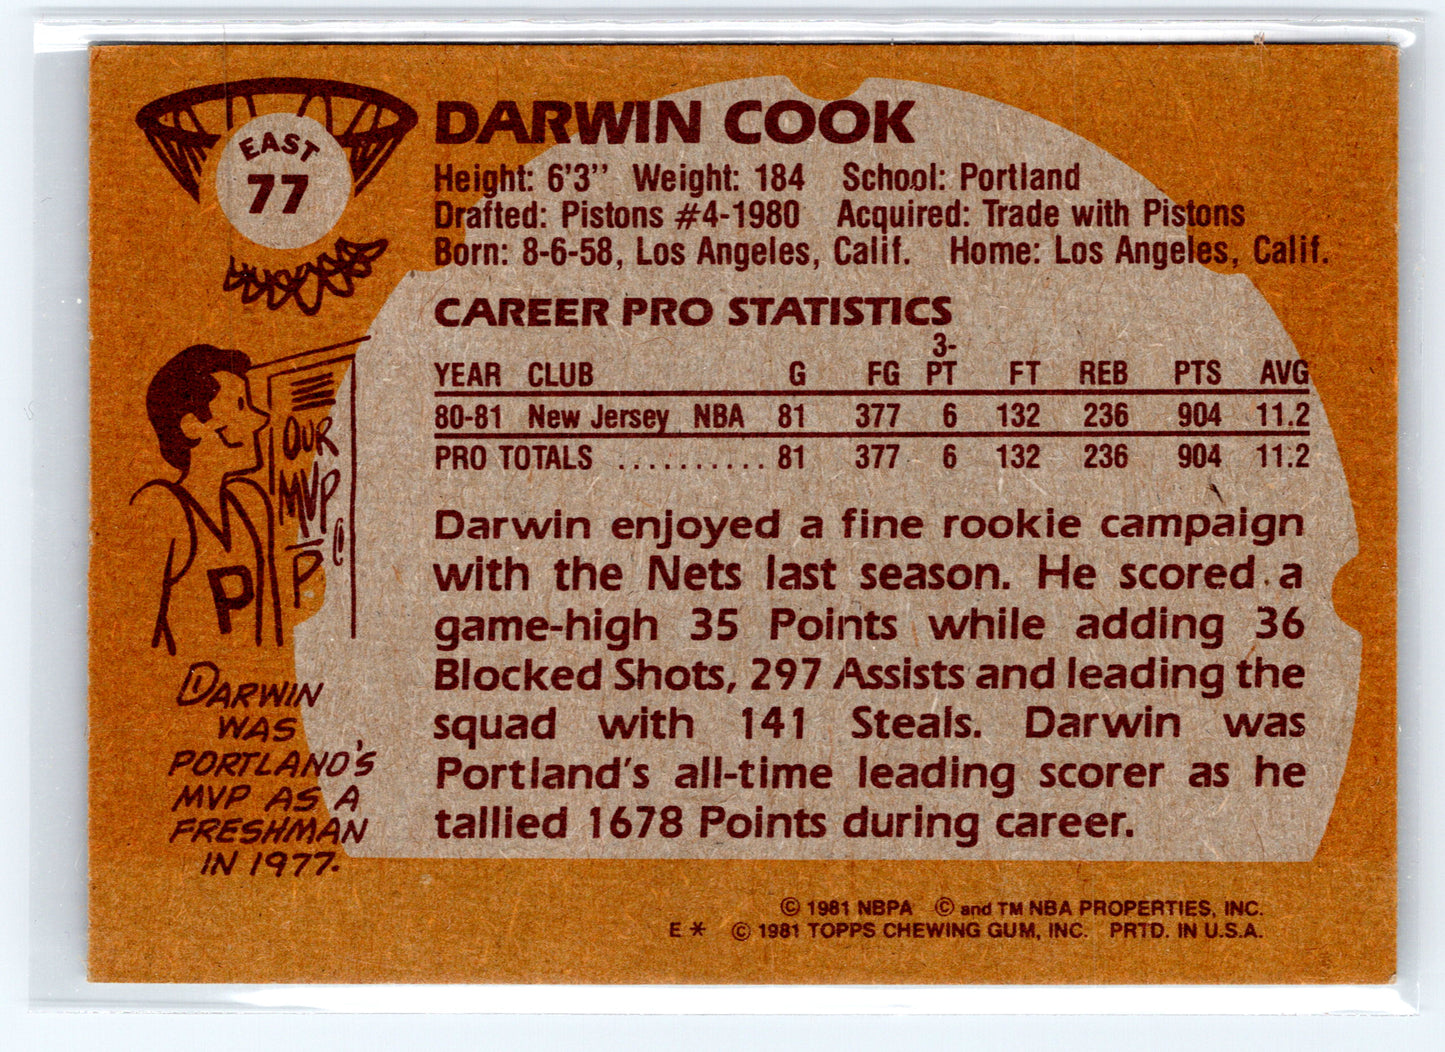 EAST
77
DARWIN COOK
Height: 6'3'' Weight: 184 School: Portland
Drafted: Pistons #4-1980 Acquired: Trade with Pistons
Born: 8-6-58, Los Angeles, Calif. Home: Los Angeles, Calif.
CAREER PRO STATISTICS
YEAR CLUB G FG 3-PT FT REB PTS AVG
80-81 New Jersey NBA 81 377 6 132 236 904 11.2
PRO TOTALS .......... 81 377 6 132 236 904 11.2
OUR
MVP
P
P
DARWIN
WAS
PORTLAND'S
MVP AS A
FRESHMAN
IN 1977.
Darwin enjoyed a fine rookie campaign
with the Nets last season. He scored a
game-high 35 Points while adding 36
Blocked Shots, 297 Assists and leading the
squad with 141 Steals. Darwin was
Portland's all-time leading scorer as he
tallied 1678 Points during career.
© 1981 NBPA © and TM NBA PROPERTIES, INC.
E * © 1981 TOPPS CHEWING GUM, INC. PRTD. IN U.S.A.